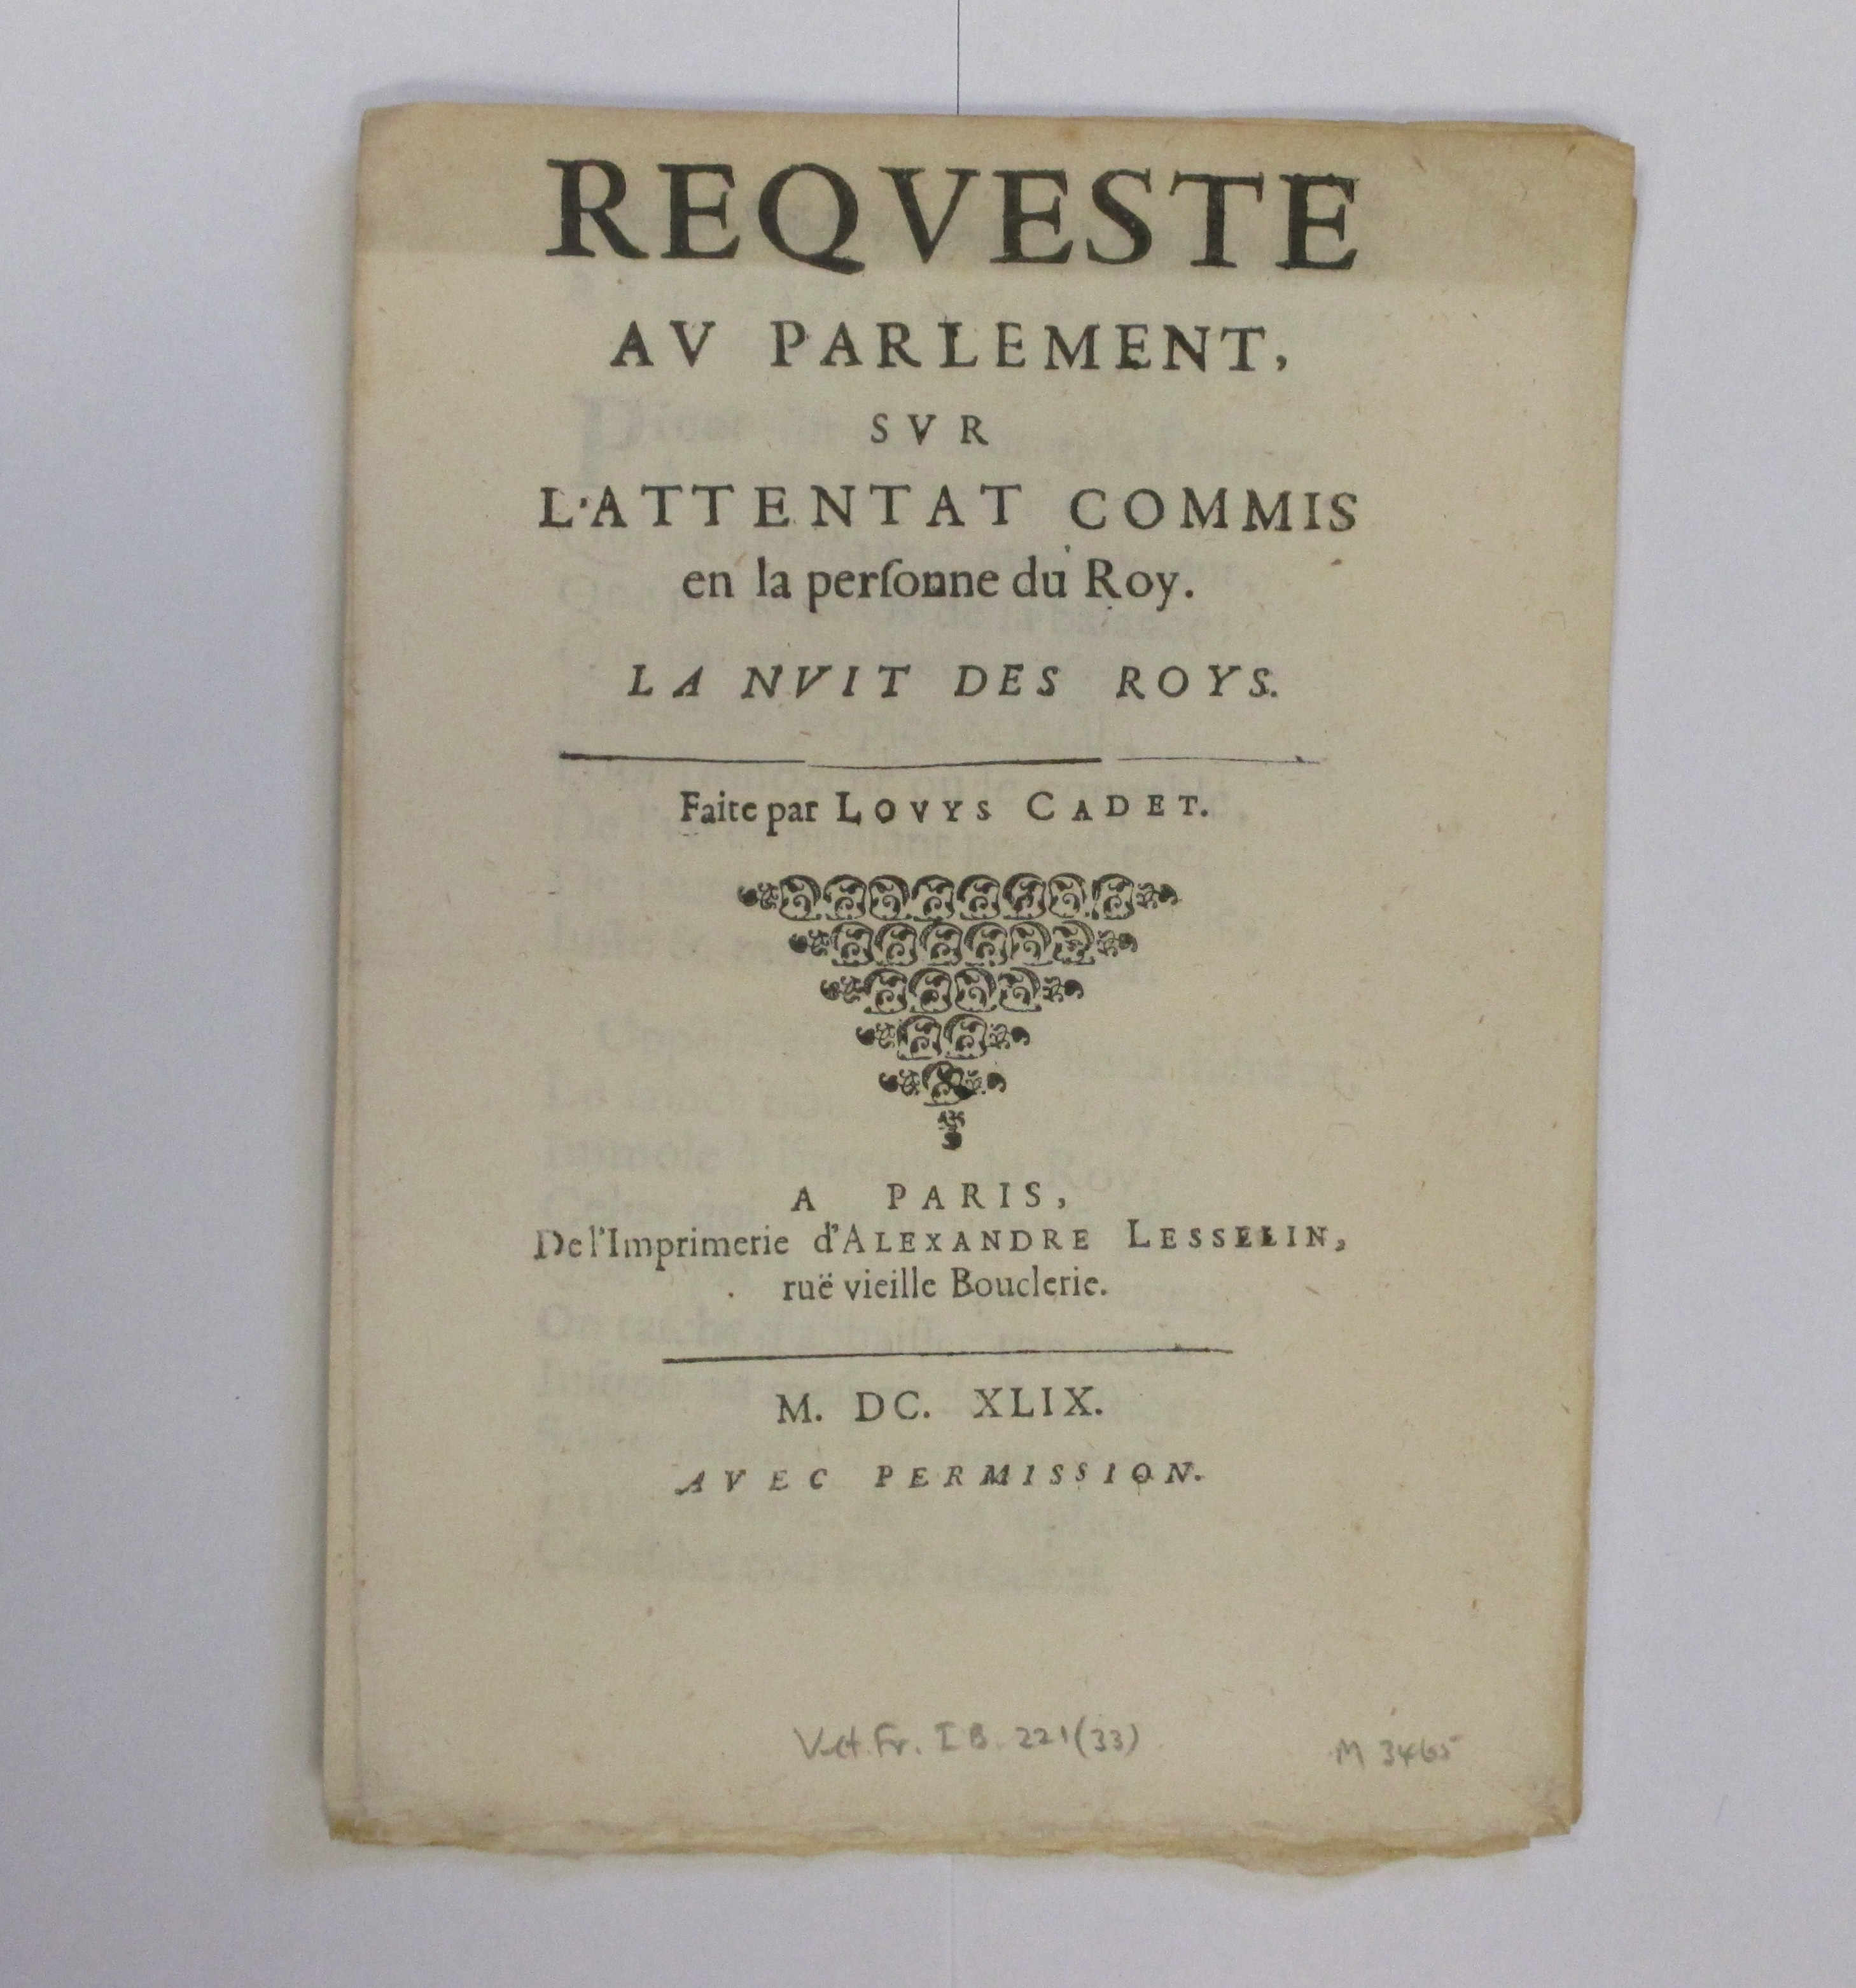 REQVESTE
AV PARLEMENT,
SVR
L'ATTENTAT COMMIS
en la perſonne du Roy.
LA NVIT DES ROYS.
Faite par LOVYS CADET.
A PARIS,
De l'Imprimerie d'ALEXANDRE LESSELIN,
ruë vieille Bouclerie.
M. DC. XLIX.
AVEC PERMISSION.
Vet. Fr. I B. 221(33)
M 3465